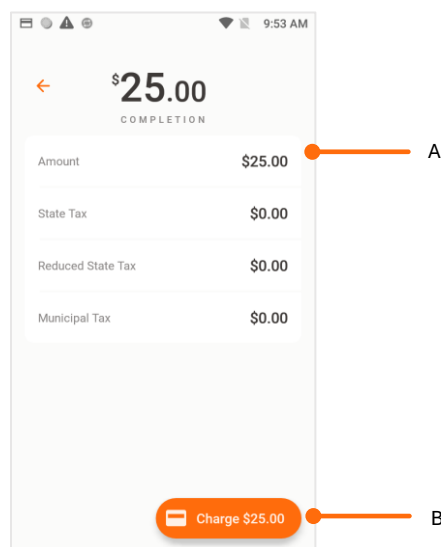 9:53 AM
$25.00
COMPLETION
Amount $25.00 A
State Tax $0.00
Reduced State Tax $0.00
Municipal Tax $0.00
Charge $25.00 B